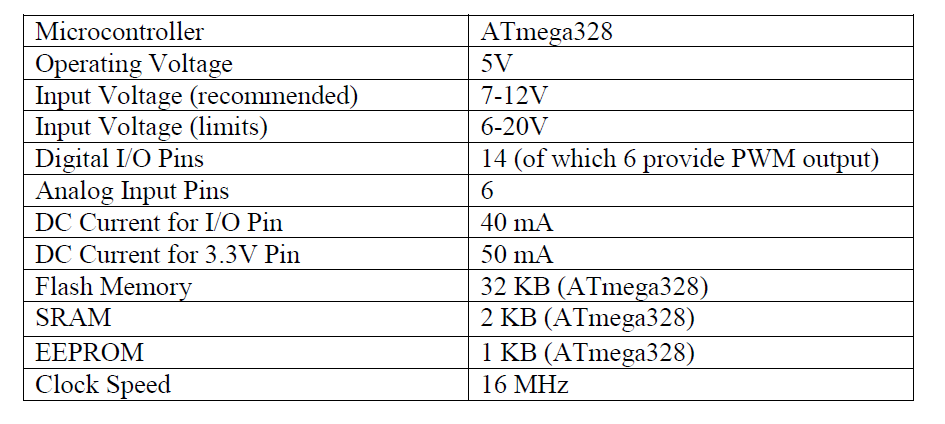 Microcontroller ATmega328
Operating Voltage 5V
Input Voltage (recommended) 7-12V
Input Voltage (limits) 6-20V
Digital I/O Pins 14 (of which 6 provide PWM output)
Analog Input Pins 6
DC Current for I/O Pin 40 mA
DC Current for 3.3V Pin 50 mA
Flash Memory 32 KB (ATmega328)
SRAM 2 KB (ATmega328)
EEPROM 1 KB (ATmega328)
Clock Speed 16 MHz